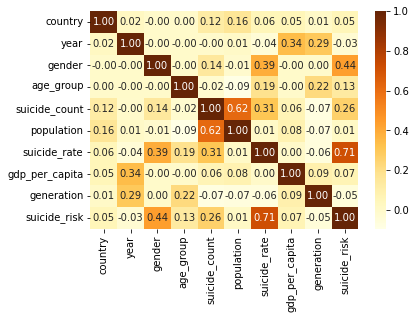 country 1.00 0.02 -0.00 0.00 0.12 0.16 0.06 0.05 0.01 0.05
year 0.02 1.00 -0.00 -0.00 -0.00 0.01 -0.04 0.34 0.29 -0.03
gender -0.00 -0.00 1.00 -0.00 0.14 -0.01 0.39 -0.00 0.00 0.44
age_group 0.00 -0.00 -0.00 1.00 -0.02 -0.09 0.19 -0.00 0.22 0.13
suicide_count 0.12 -0.00 0.14 -0.02 1.00 0.62 0.31 0.06 -0.07 0.26
population 0.16 0.01 -0.01 -0.09 0.62 1.00 0.01 0.08 -0.07 0.01
suicide_rate 0.06 -0.04 0.39 0.19 0.31 0.01 1.00 0.00 -0.06 0.71
gdp_per_capita 0.05 0.34 -0.00 -0.00 0.06 0.08 0.00 1.00 0.09 0.07
generation 0.01 0.29 0.00 0.22 -0.07 -0.07 -0.06 0.09 1.00 -0.05
suicide_risk 0.05 -0.03 0.44 0.13 0.26 0.01 0.71 0.07 -0.05 1.00
country
year
gender
age_group
suicide_count
population
suicide_rate
gdp_per_capita
generation
suicide_risk
1.0
0.8
0.6
0.4
0.2
0.0